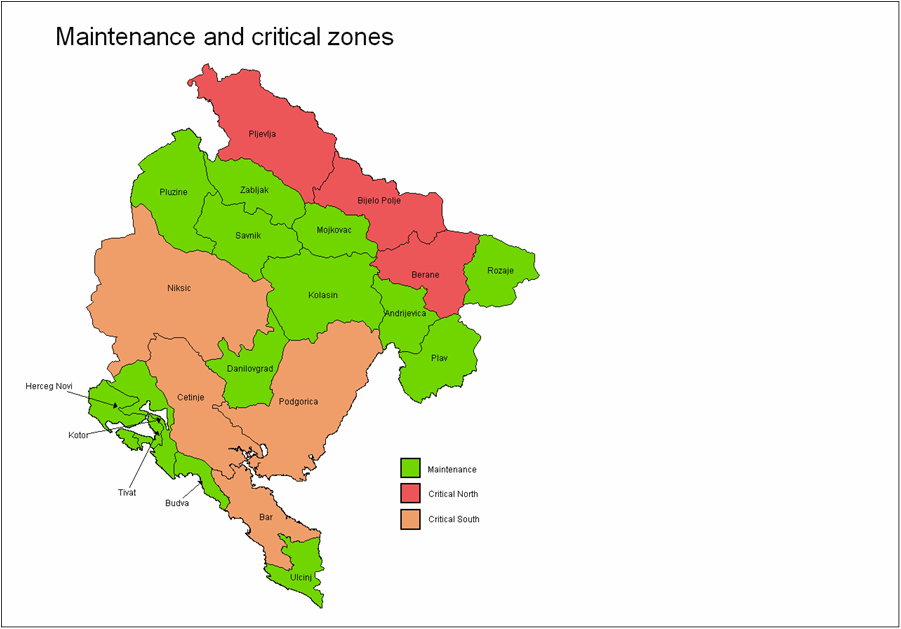 Maintenance and critical zones
Pljevlja
Pluzine
Zabljak
Bijelo Polje
Savnik
Mojkovac
Niksic
Kolasin
Berane
Rozaje
Andrijevica
Plav
Danilovgrad
Herceg Novi
Cetinje
Podgorica
Kotor
Tivat
Budva
Bar
Ulcinj
Maintenance
Critical North
Critical South